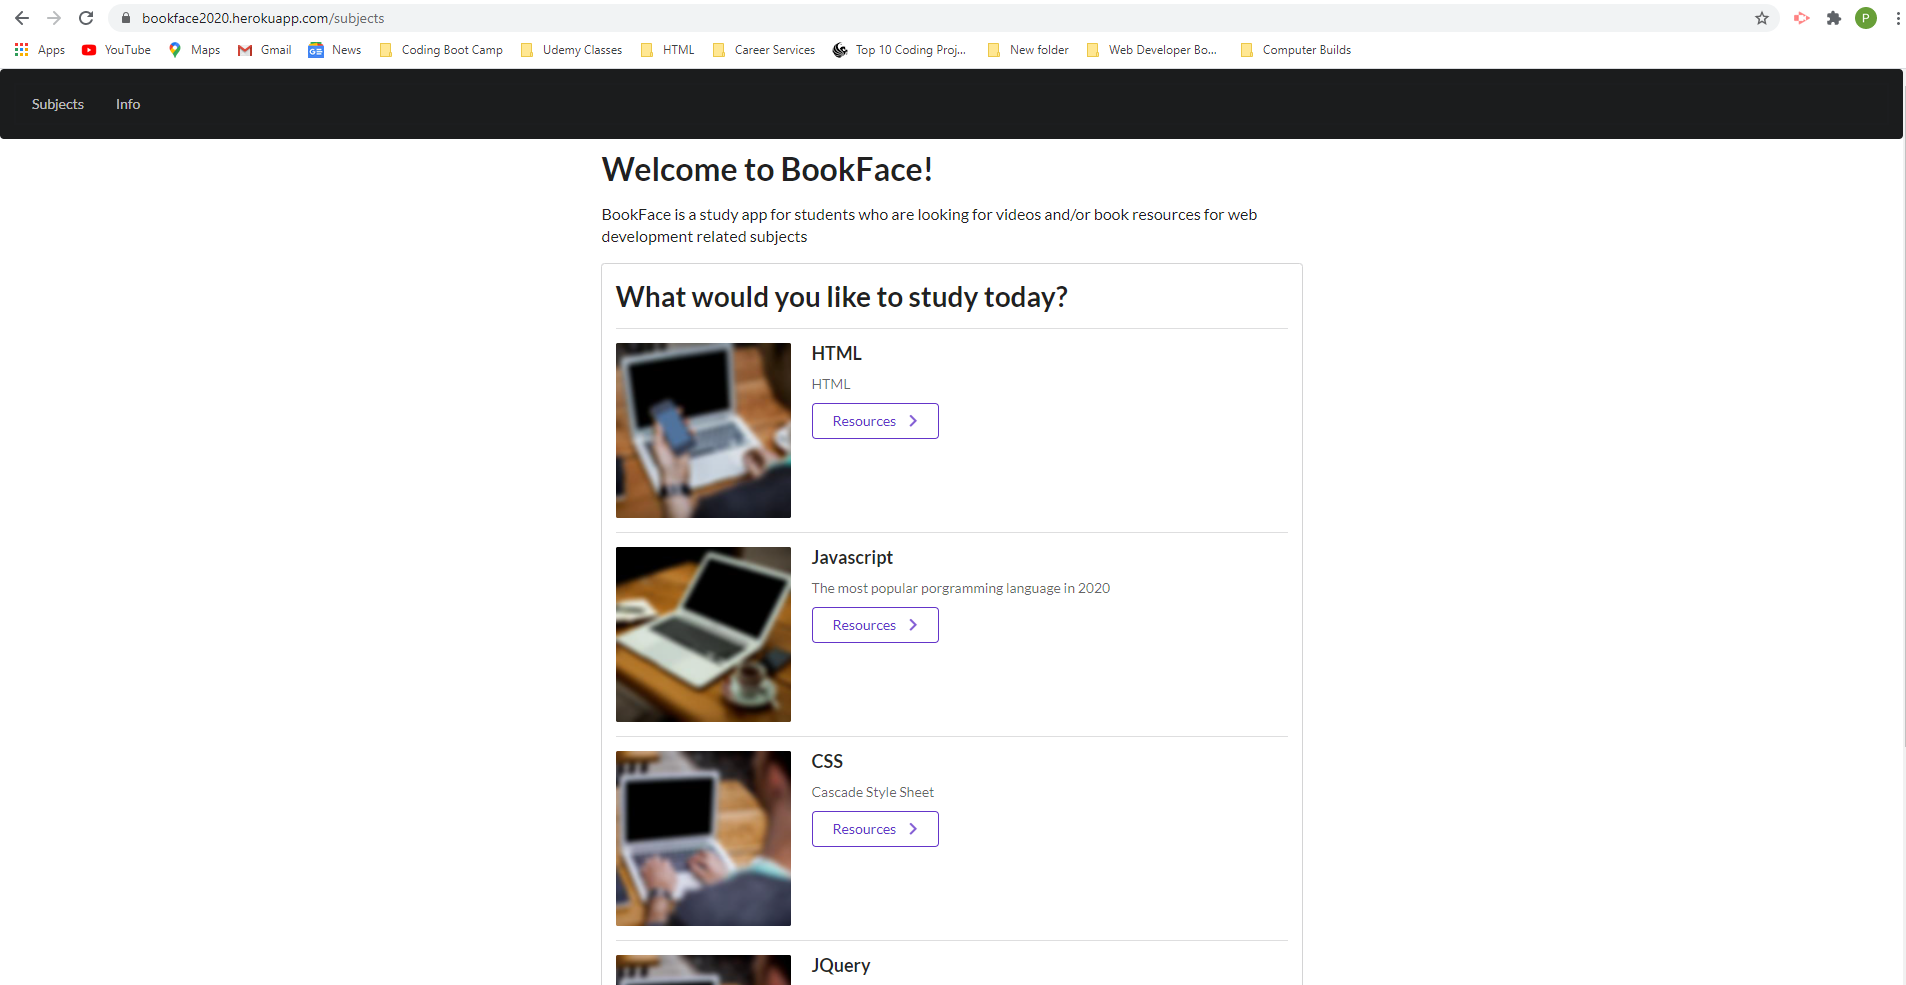 bookface2020.herokuapp.com/subjects
P
Apps YouTube Maps Gmail News Coding Boot Camp Udemy Classes HTML Career Services Top 10 Coding Proj... New folder Web Developer Bo... Computer Builds
Subjects Info
Welcome to BookFace!
BookFace is a study app for students who are looking for videos and/or book resources for web
development related subjects
What would you like to study today?
HTML
HTML
Resources
Javascript
The most popular porgramming language in 2020
Resources
CSS
Cascade Style Sheet
Resources
JQuery